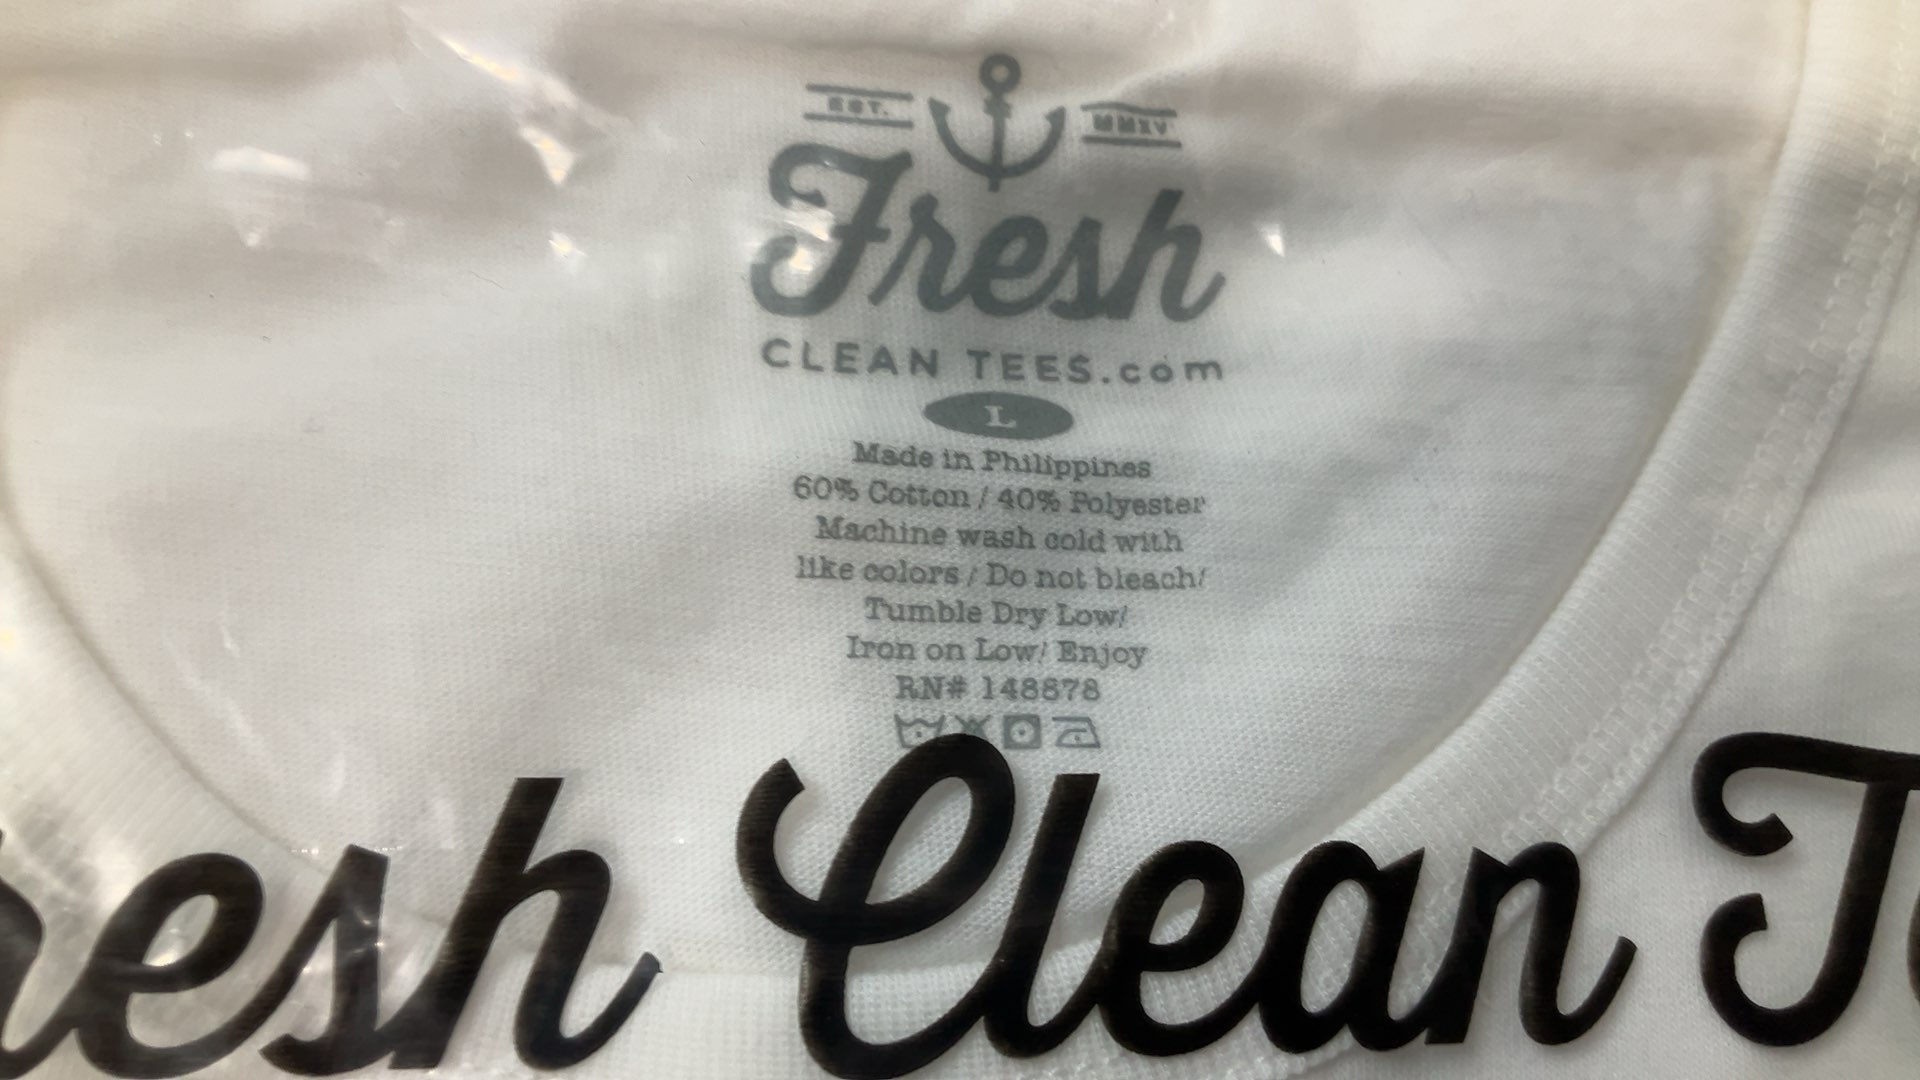 EST. MMXV
Fresh
CLEAN TEES.com
L
Made in Philippines
60% Cotton / 40% Polyester
Machine wash cold with
like colors / Do not bleach/
Tumble Dry Low/
Iron on Low/ Enjoy
RN# 148878
resh Clean T